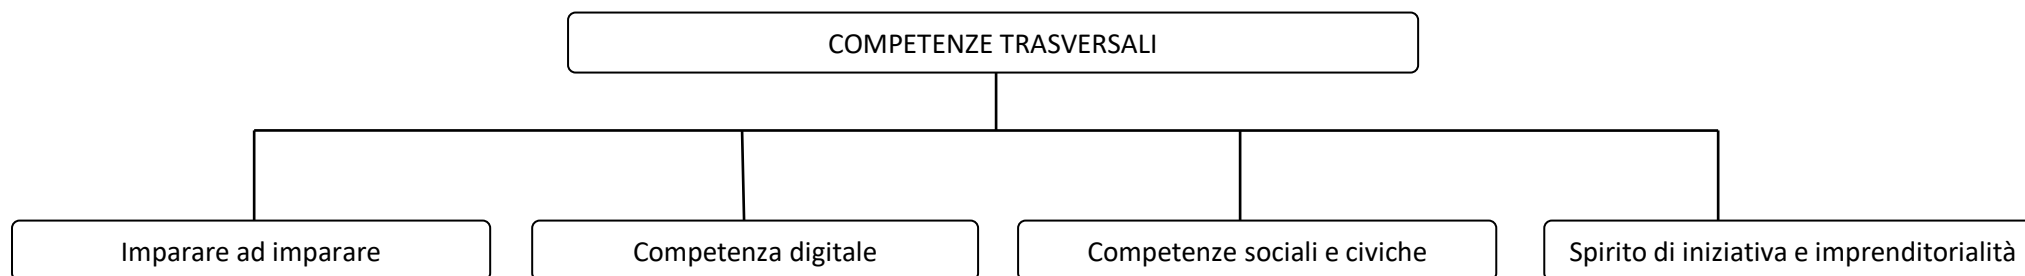 COMPETENZE TRASVERSALI
Imparare ad imparare
Competenza digitale
Competenze sociali e civiche
Spirito di iniziativa e imprenditorialità